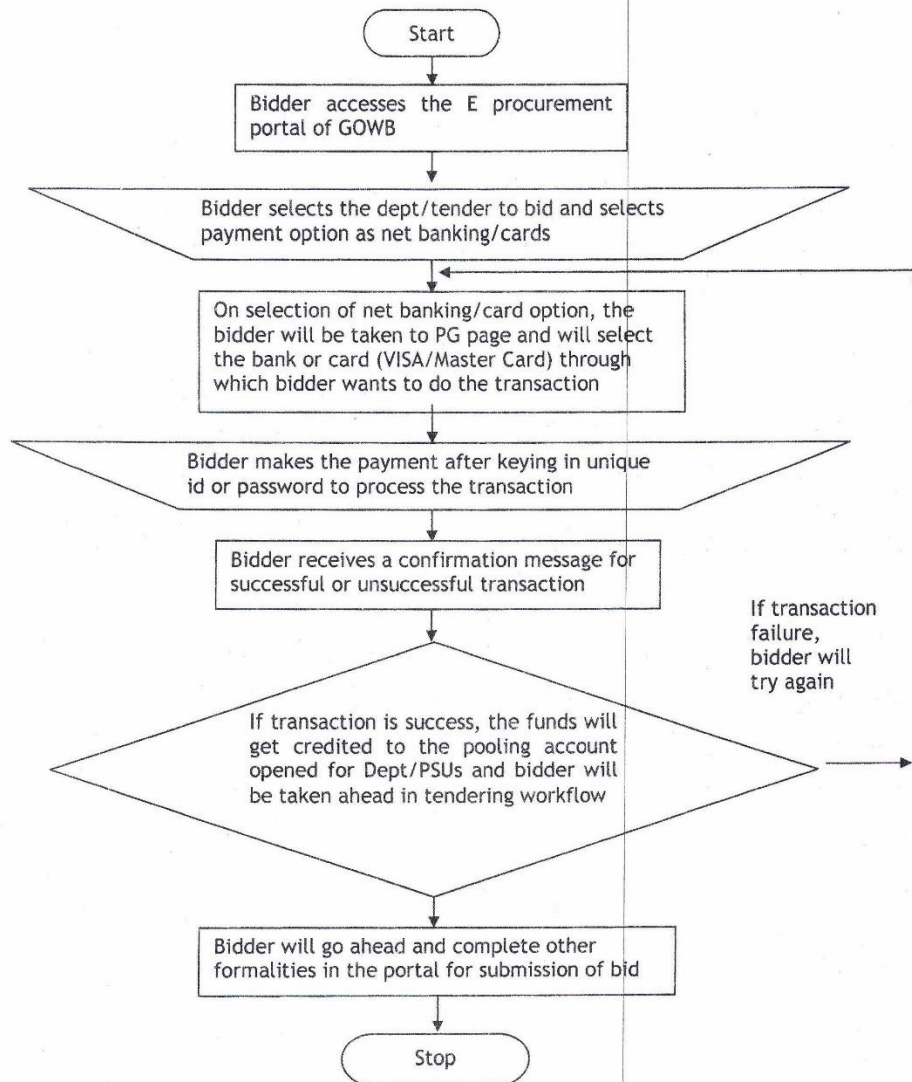 Start
Bidder accesses the E procurement
portal of GOWB
Bidder selects the dept/tender to bid and selects
payment option as net banking/cards
On selection of net banking/card option, the
bidder will be taken to PG page and will select
the bank or card (VISA/Master Card) through
which bidder wants to do the transaction
Bidder makes the payment after keying in unique
id or password to process the transaction
Bidder receives a confirmation message for
successful or unsuccessful transaction
If transaction
failure,
bidder will
try again
If transaction is success, the funds will
get credited to the pooling account
opened for Dept/PSUs and bidder will
be taken ahead in tendering workflow
Bidder will go ahead and complete other
formalities in the portal for submission of bid
Stop